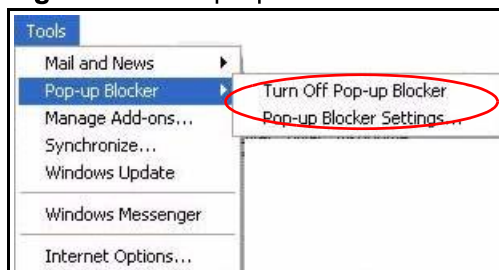 Tools
Mail and News
Pop-up Blocker
Turn Off Pop-up Blocker
Manage Add-ons...
Pop-up Blocker Settings...
Synchronize...
Windows Update
Windows Messenger
Internet Options...